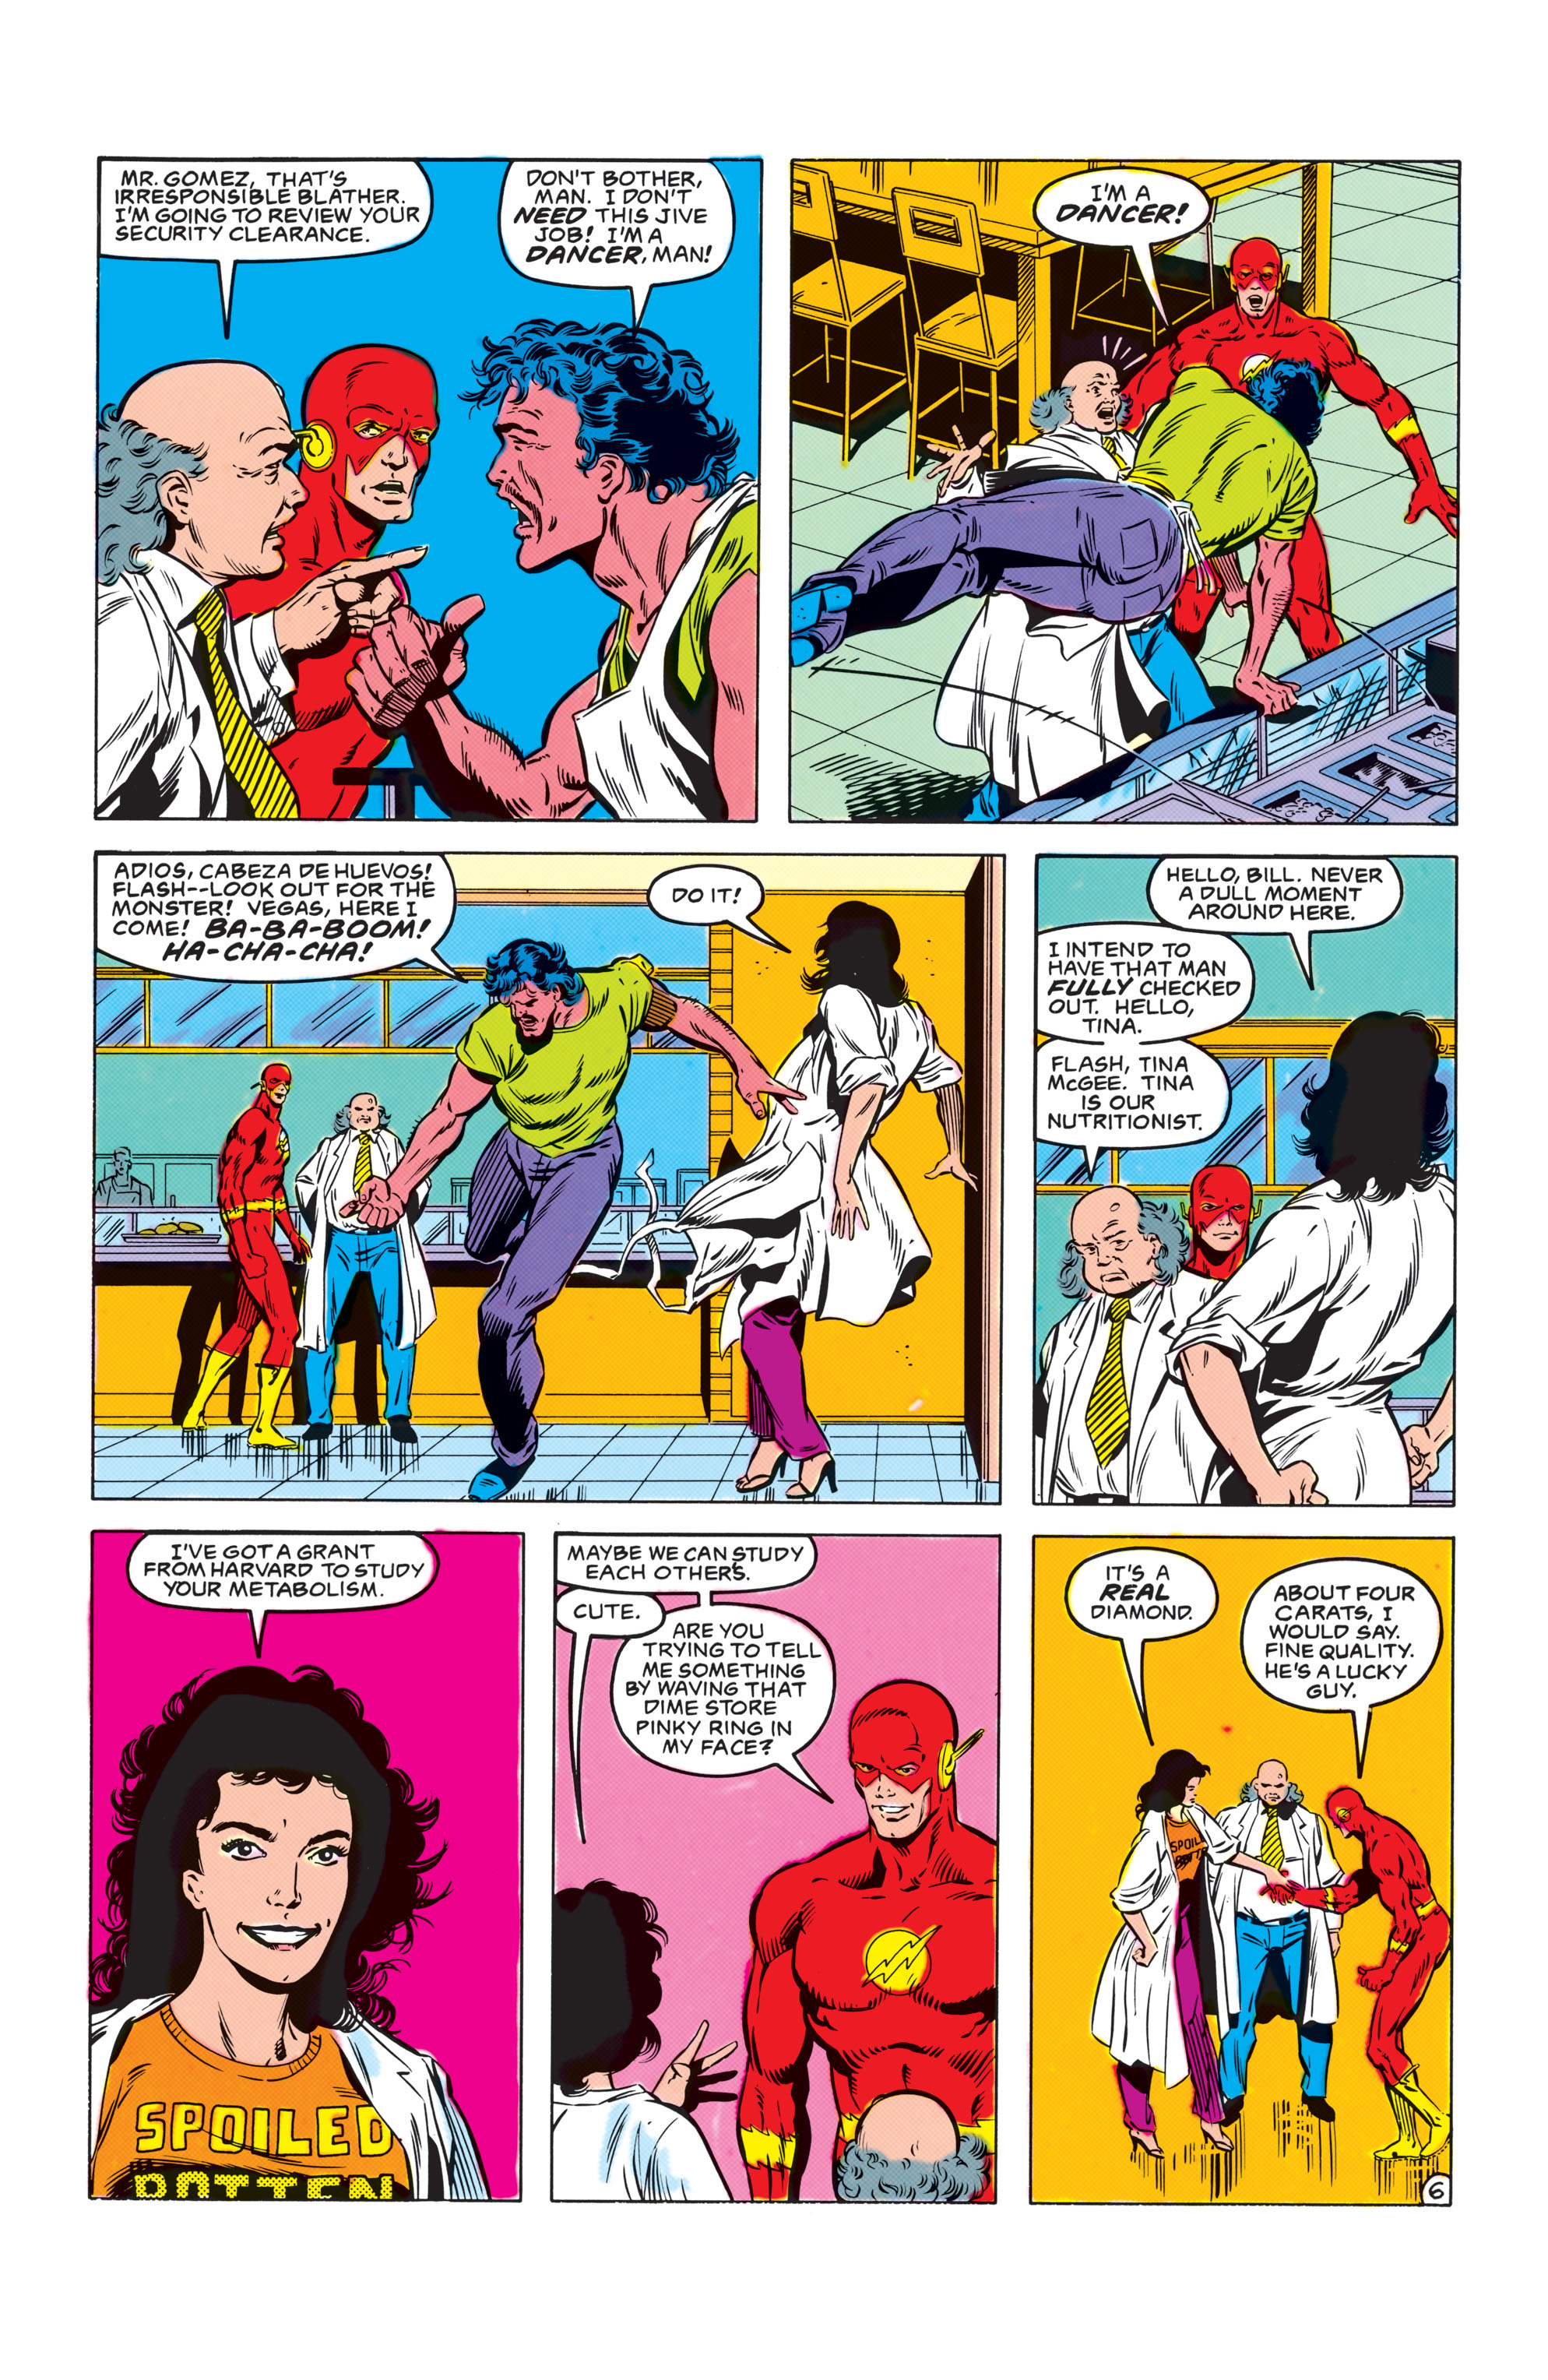 MR. GOMEZ, THAT'S
IRRESPONSIBLE BLATHER.
I'M GOING TO REVIEW YOUR
SECURITY CLEARANCE.
DON'T BOTHER,
MAN. I DON'T
NEED THIS JIVE
JOB! I'M A
DANCER, MAN!
I'M A
DANCER!
ADIOS, CABEZA DE HUEVOS!
FLASH--LOOK OUT FOR THE
MONSTER! VEGAS, HERE I
COME! BA-BA-BOOM!
HA-CHA-CHA!
DO IT!
HELLO, BILL. NEVER
A DULL MOMENT
AROUND HERE.
I INTEND TO
HAVE THAT MAN
FULLY CHECKED
OUT. HELLO,
TINA.
FLASH, TINA
McGEE. TINA
IS OUR
NUTRITIONIST.
I'VE GOT A GRANT
FROM HARVARD TO STUDY
YOUR METABOLISM.
SPOILED
ROTTEN
MAYBE WE CAN STUDY
EACH OTHERS.
CUTE.
ARE YOU
TRYING TO TELL
ME SOMETHING
BY WAVING THAT
DIME STORE
PINKY RING IN
MY FACE?
IT'S A
REAL
DIAMOND.
ABOUT FOUR
CARATS, I
WOULD SAY.
FINE QUALITY.
HE'S A LUCKY
GUY.
SPOILE
6